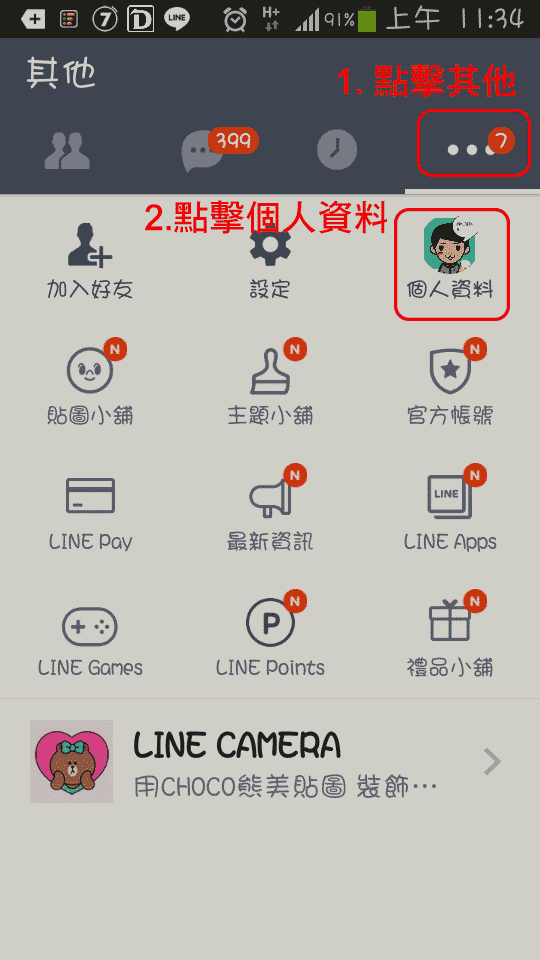 H+
91%
上午 11:34
其他
1. 點擊其他
399
7
2.點擊個人資料
加入好友
設定
個人資料
N
N
N
貼圖小舖
主題小舖
官方帳號
N
LINE
N
LINE Pay
最新資訊
LINE Apps
P
N
N
LINE Games
LINE Points
禮品小舖
LINE CAMERA
用CHOCO熊美貼圖 裝飾⋯